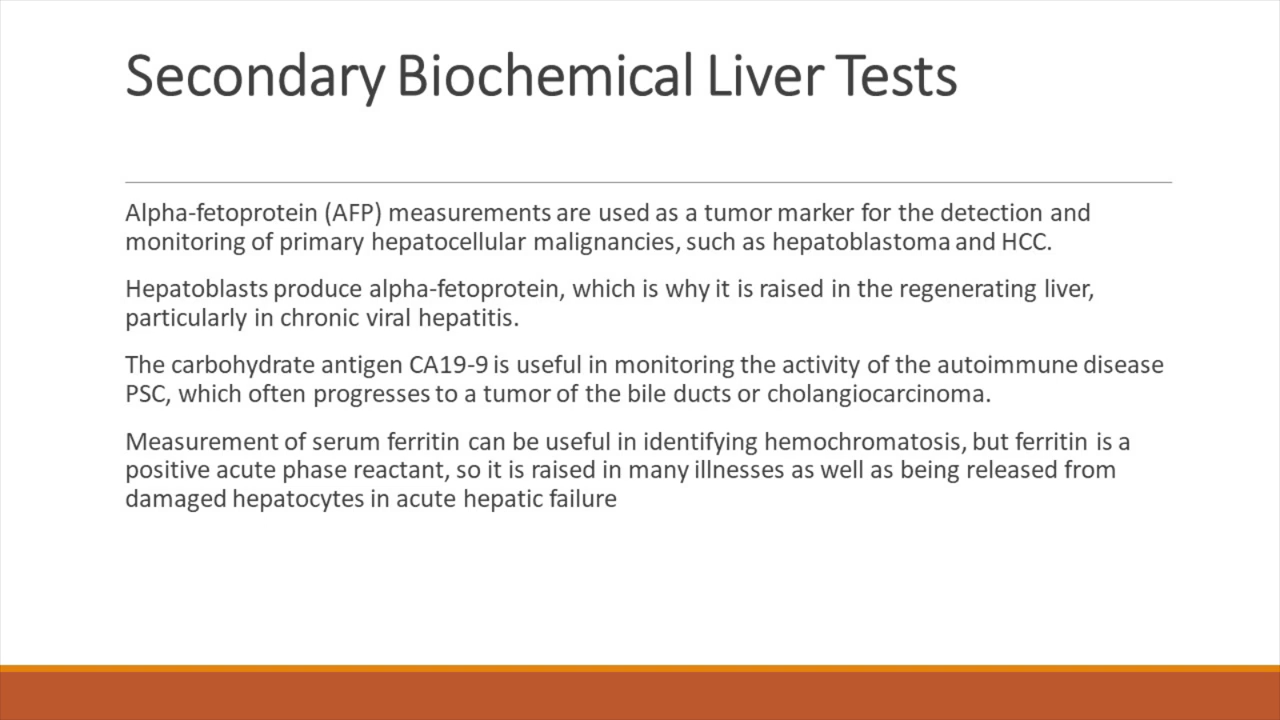 Secondary Biochemical Liver Tests
Alpha-fetoprotein (AFP) measurements are used as a tumor marker for the detection and
monitoring of primary hepatocellular malignancies, such as hepatoblastoma and HCC.
Hepatoblasts produce alpha-fetoprotein, which is why it is raised in the regenerating liver,
particularly in chronic viral hepatitis.
The carbohydrate antigen CA19-9 is useful in monitoring the activity of the autoimmune disease
PSC, which often progresses to a tumor of the bile ducts or cholangiocarcinoma.
Measurement of serum ferritin can be useful in identifying hemochromatosis, but ferritin is a
positive acute phase reactant, so it is raised in many illnesses as well as being released from
damaged hepatocytes in acute hepatic failure